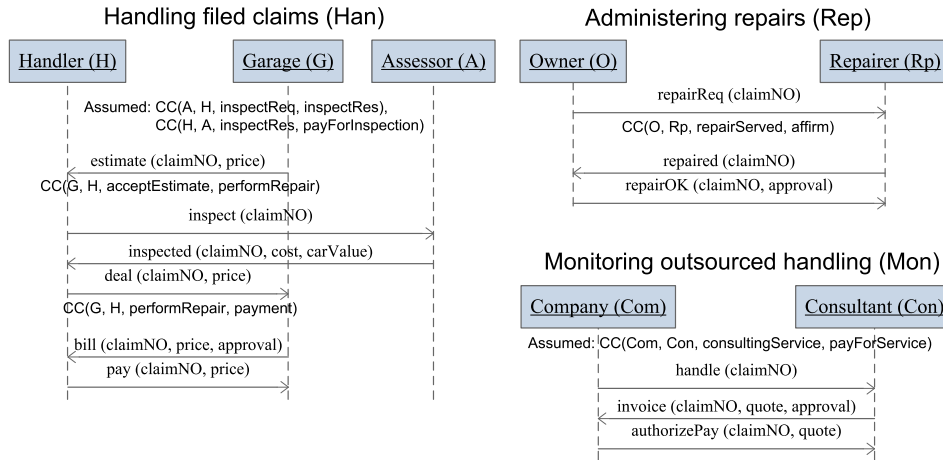 Handling filed claims (Han)
Handler (H)
Garage (G)
Assessor (A)
Assumed: CC(A, H, inspectReq, inspectRes),
CC(H, A, inspectRes, payForInspection)
estimate (claimNO, price)
CC(G, H, acceptEstimate, performRepair)
inspect (claimNO)
inspected (claimNO, cost, carValue)
deal (claimNO, price)
CC(G, H, performRepair, payment)
bill (claimNO, price, approval)
pay (claimNO, price)
Administering repairs (Rep)
Owner (O)
Repairer (Rp)
repairReq (claimNO)
CC(O, Rp, repairServed, affirm)
repaired (claimNO)
repairOK (claimNO, approval)
Monitoring outsourced handling (Mon)
Company (Com)
Consultant (Con)
Assumed: CC(Com, Con, consultingService, payForService)
handle (claimNO)
invoice (claimNO, quote, approval)
authorizePay (claimNO, quote)